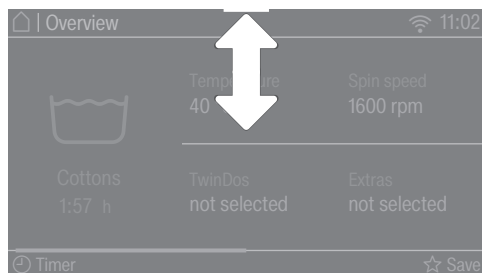 | Overview 11:02
Temperature Spin speed
40 1600 rpm
Cottons
1:57 h
TwinDos Extras
not selected not selected
Timer Save